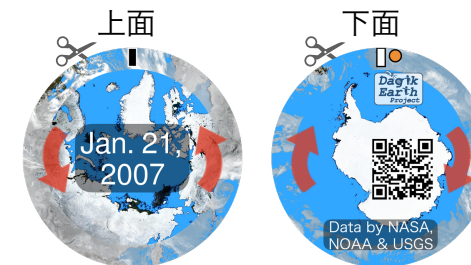 上面
下面
Jan. 21,
2007
Dagik
Earth
Project
Data by NASA,
NOAA & USGS